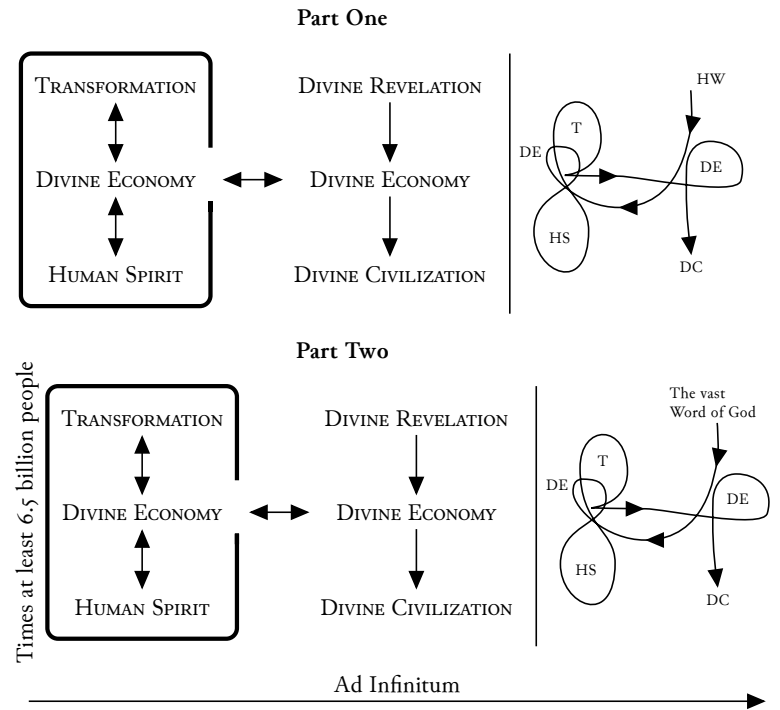 Part One
Transformation
Divine Economy
Human Spirit
Divine Revelation
Divine Economy
Divine Civilization
HW
T
DE
DE
HS
DC
Part Two
Times at least 6.5 billion people
Transformation
Divine Economy
Human Spirit
Divine Revelation
Divine Economy
Divine Civilization
The vast
Word of God
T
DE
DE
HS
DC
Ad Infinitum